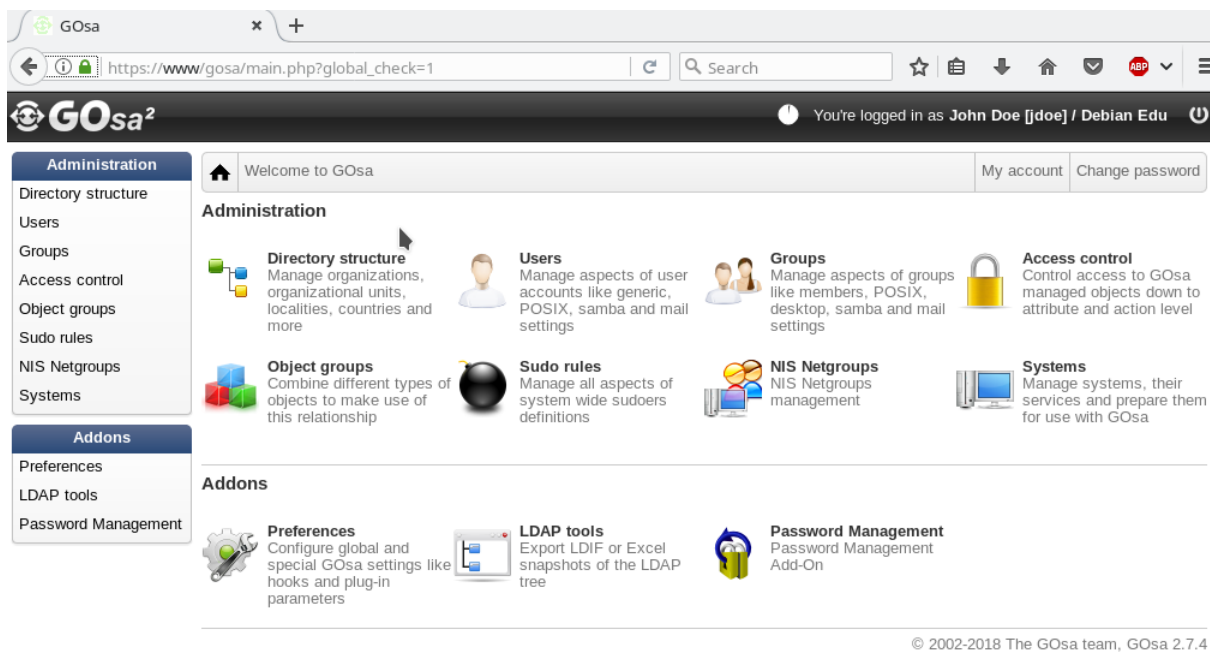 GOsa
https://www/gosa/main.php?global_check=1
Search
ABP
GOsa²
You're logged in as John Doe [jdoe] / Debian Edu
Administration
Directory structure
Users
Groups
Access control
Object groups
Sudo rules
NIS Netgroups
Systems
Addons
Preferences
LDAP tools
Password Management
Welcome to GOsa
My account
Change password
Administration
Directory structure
Manage organizations,
organizational units,
localities, countries and
more
Users
Manage aspects of user
accounts like generic,
POSIX, samba and mail
settings
Groups
Manage aspects of groups
like members, POSIX,
desktop, samba and mail
settings
Access control
Control access to GOsa
managed objects down to
attribute and action level
Object groups
Combine different types of
objects to make use of
this relationship
Sudo rules
Manage all aspects of
system wide sudoers
definitions
NIS Netgroups
NIS Netgroups
management
Systems
Manage systems, their
services and prepare them
for use with GOsa
Addons
Preferences
Configure global and
special GOsa settings like
hooks and plug-in
parameters
LDAP tools
Export LDIF or Excel
snapshots of the LDAP
tree
Password Management
Password Management
Add-On
© 2002-2018 The GOsa team, GOsa 2.7.4